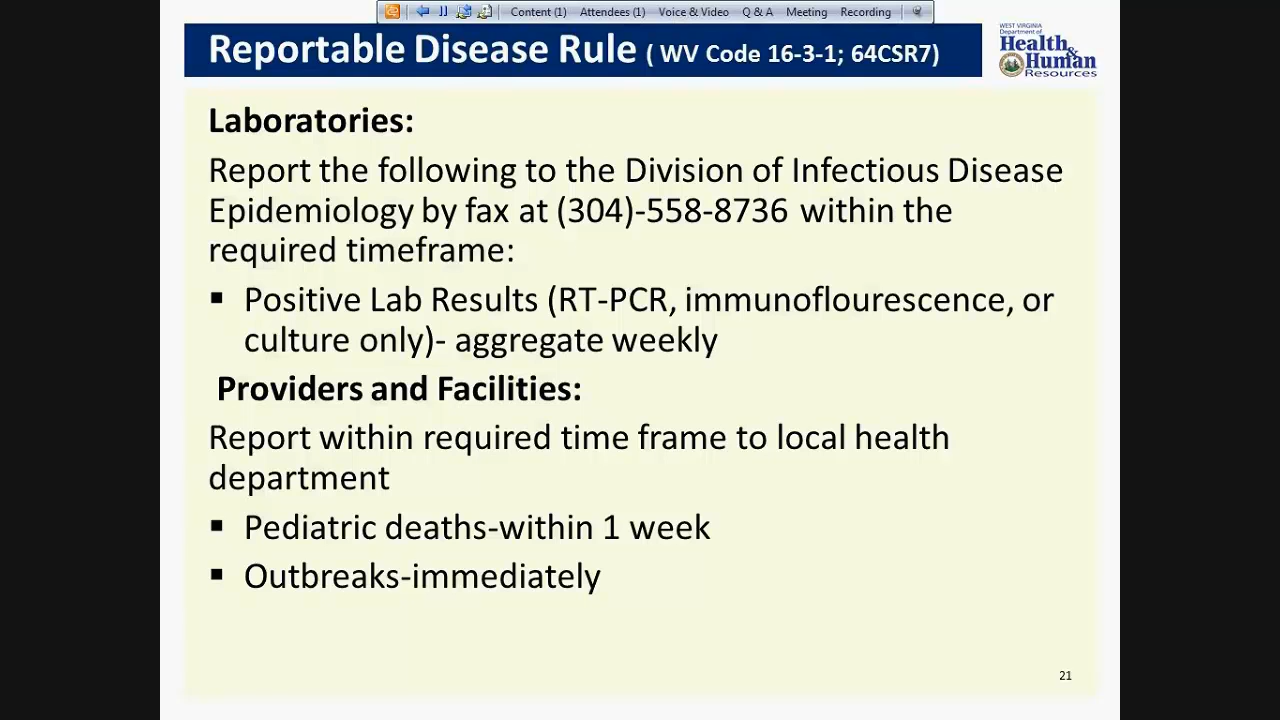 Content (1) Attendees (1) Voice & Video Q & A Meeting Recording
Reportable Disease Rule ( WV Code 16-3-1; 64CSR7)
WEST VIRGINIA
Department of
Health &
Human
Resources
Laboratories:
Report the following to the Division of Infectious Disease
Epidemiology by fax at (304)-558-8736 within the
required timeframe:
▪ Positive Lab Results (RT-PCR, immunoflourescence, or
culture only)- aggregate weekly
Providers and Facilities:
Report within required time frame to local health
department
▪ Pediatric deaths-within 1 week
▪ Outbreaks-immediately
21